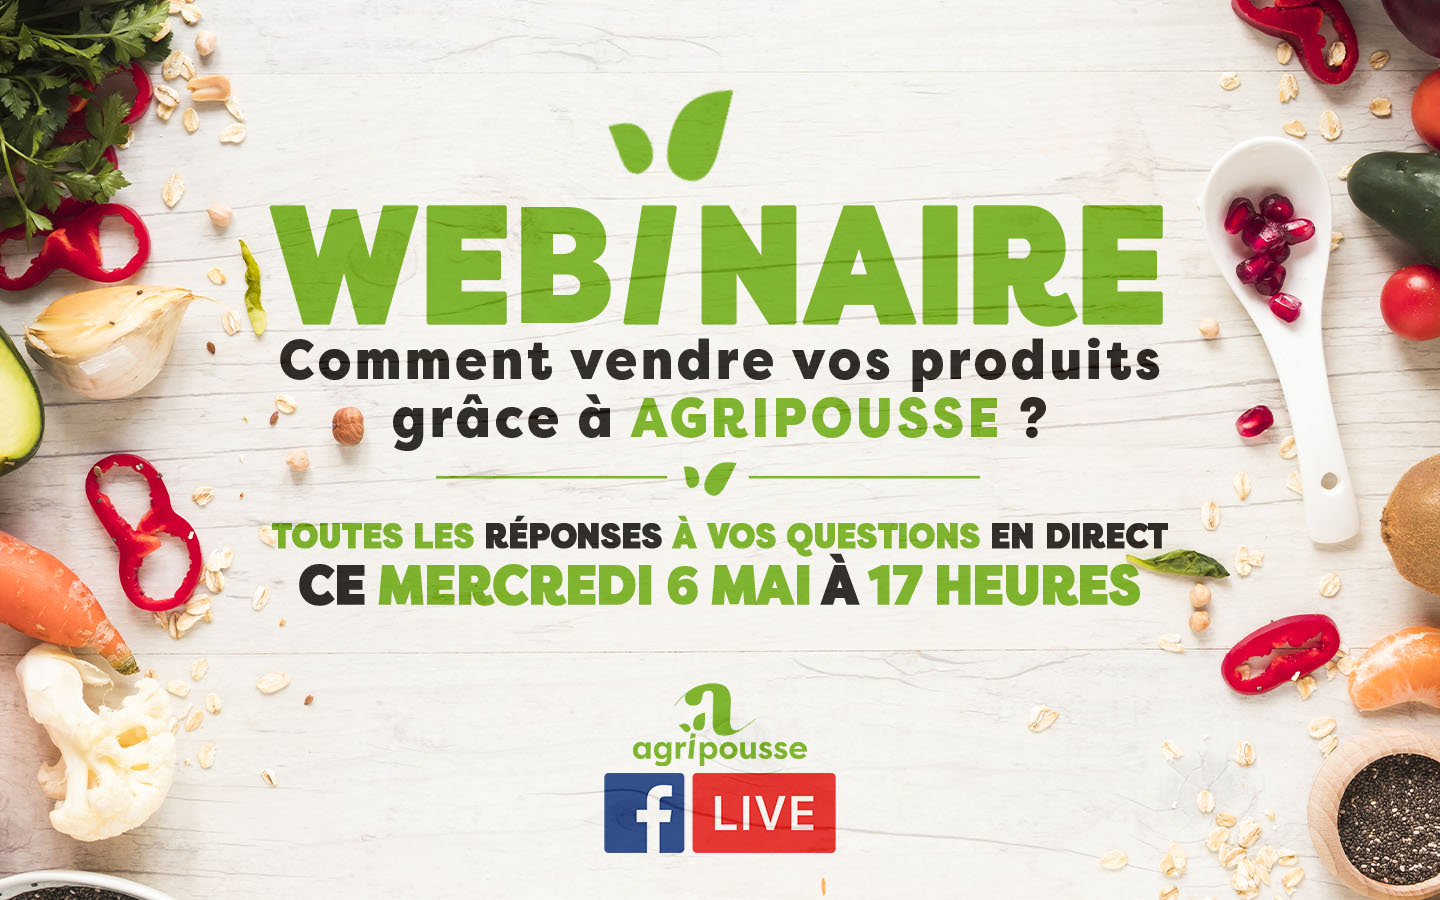 WEBINAIRE
Comment vendre vos produits
grâce à AGRIPOUSSE ?
TOUTES LES RÉPONSES À VOS QUESTIONS EN DIRECT
CE MERCREDI 6 MAI À 17 HEURES
agripousse
f LIVE